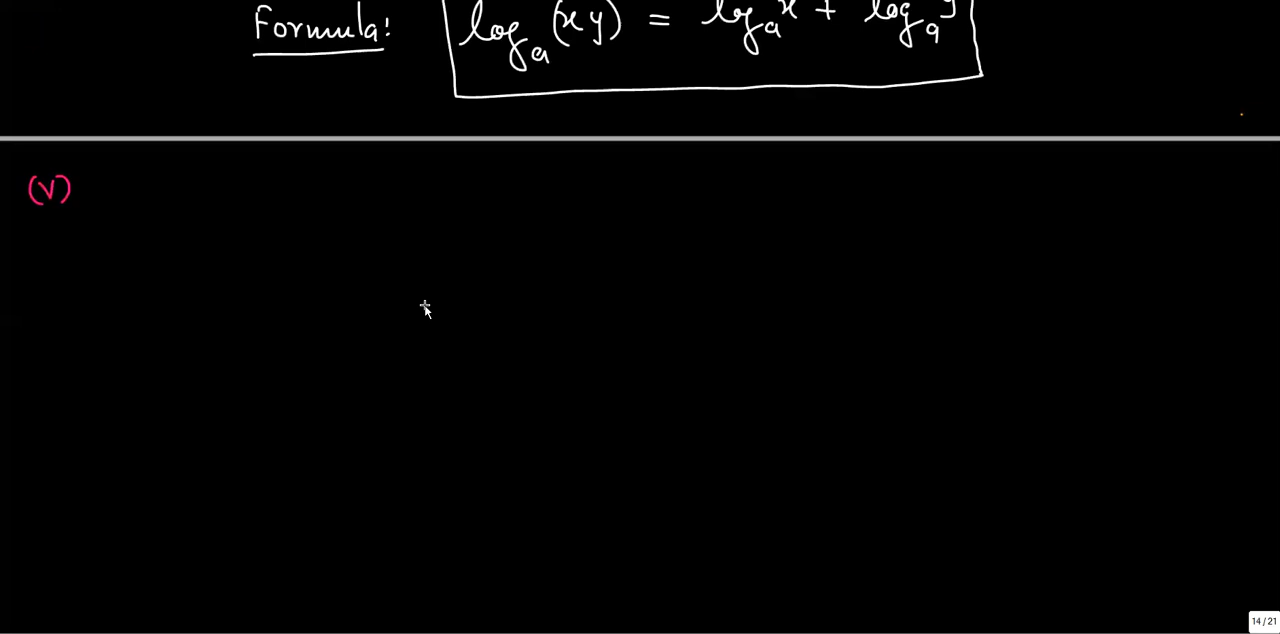 Formula! log_a(xy) = log_a x + log_a y
(v)
14 / 21